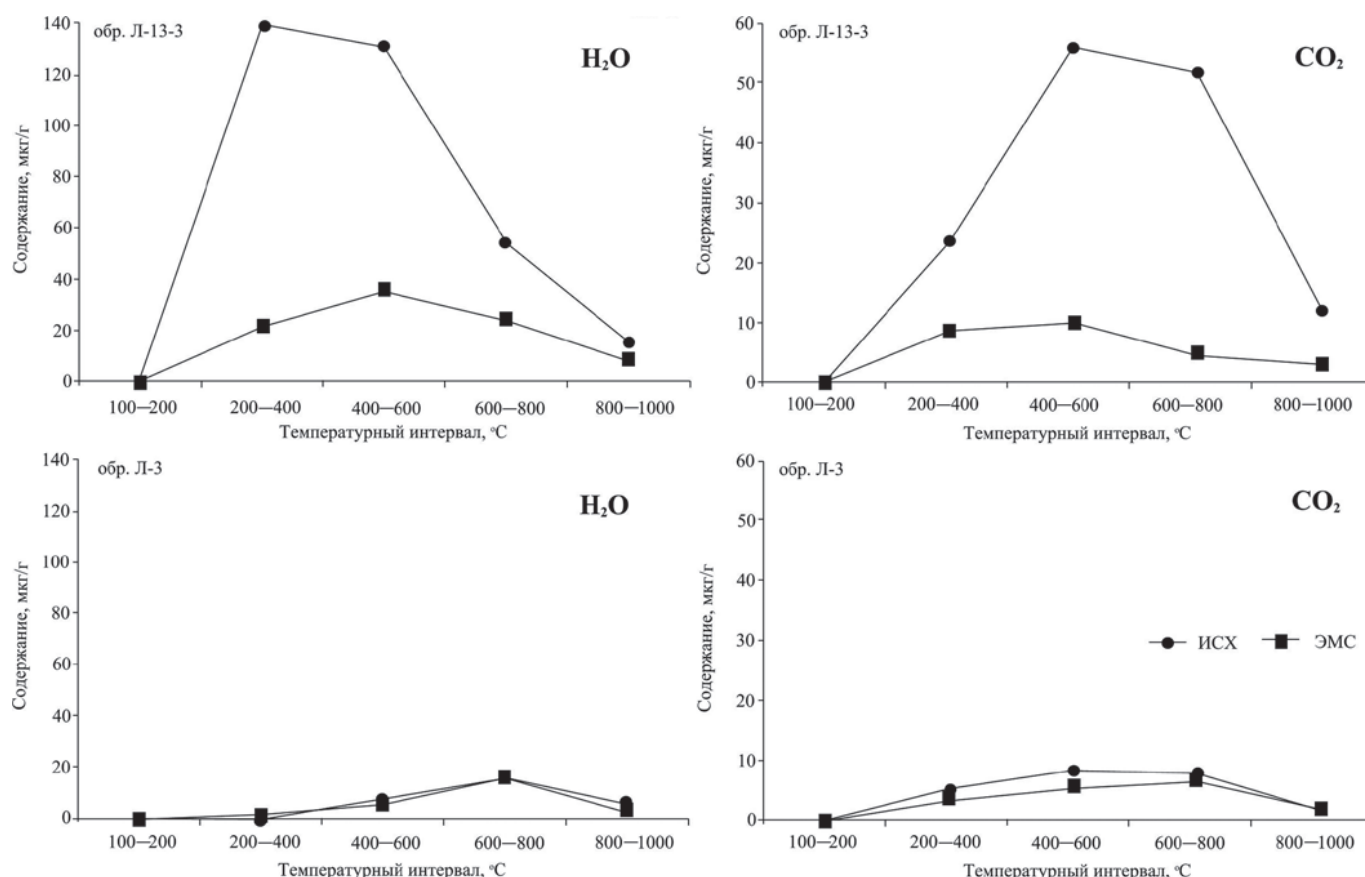 обр. Л-13-3
H₂O
Содержание, мкг/г
140
120
100
80
60
40
20
0
100—200
200—400
400—600
600—800
800—1000
Температурный интервал, °C
обр. Л-13-3
CO₂
Содержание, мкг/г
60
50
40
30
20
10
0
100—200
200—400
400—600
600—800
800—1000
Температурный интервал, °C
обр. Л-3
H₂O
Содержание, мкг/г
140
120
100
80
60
40
20
0
100—200
200—400
400—600
600—800
800—1000
Температурный интервал, °C
обр. Л-3
CO₂
Содержание, мкг/г
60
50
40
30
20
10
0
ИСХ
ЭМС
100—200
200—400
400—600
600—800
800—1000
Температурный интервал, °C